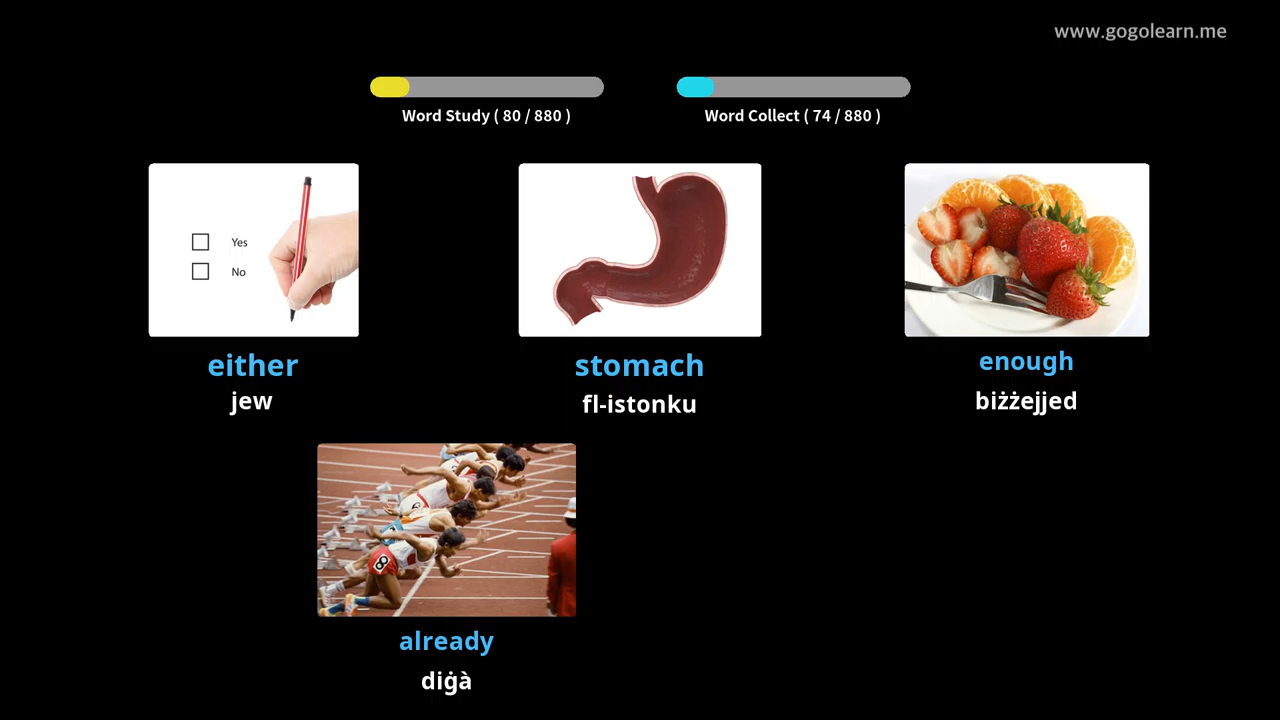 www.gogolearn.me
Word Study ( 80 / 880 )
Word Collect ( 74 / 880 )
Yes
No
either
jew
stomach
fl-istonku
enough
biżżejjed
8
already
diġà